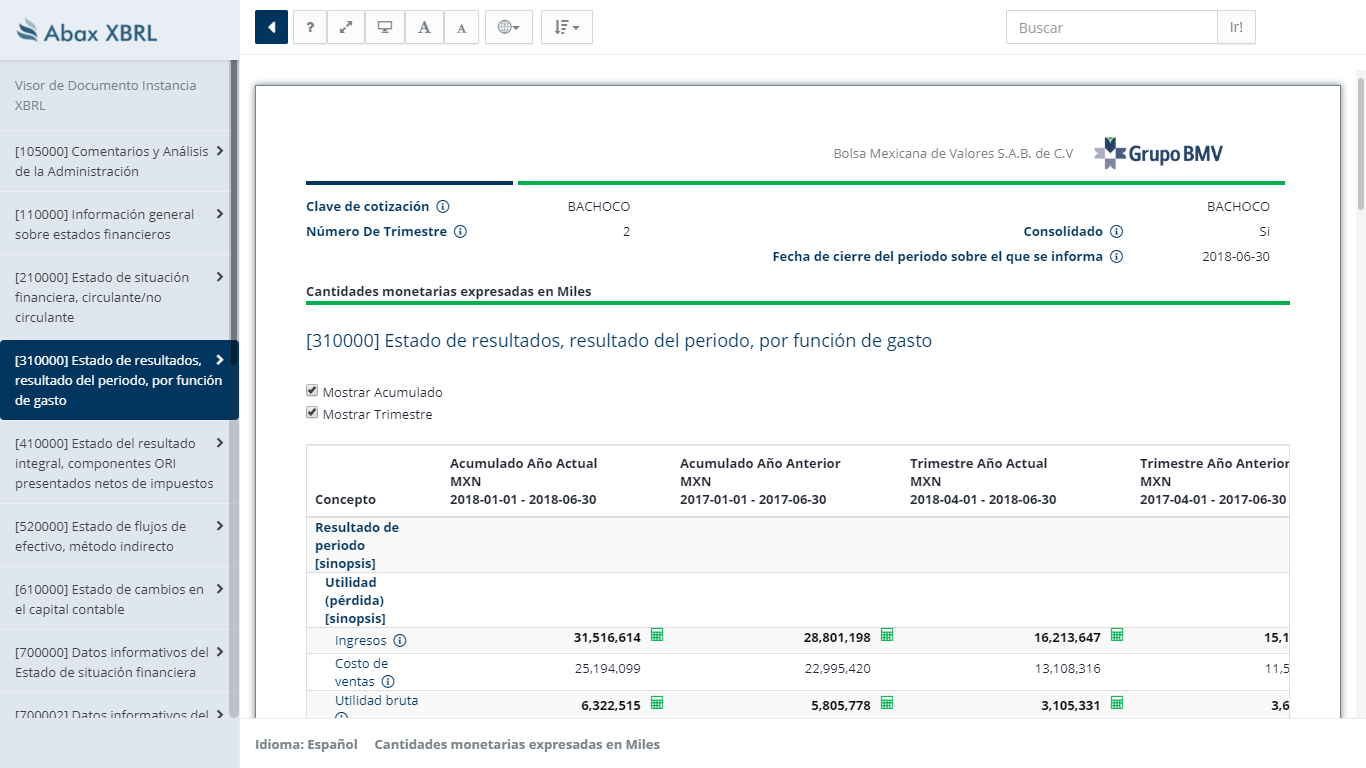 Abax XBRL
? A A
Buscar Ir!
Visor de Documento Instancia
XBRL
[105000] Comentarios y Análisis
de la Administración
[110000] Información general
sobre estados financieros
[210000] Estado de situación
financiera, circulante/no
circulante
[310000] Estado de resultados,
resultado del periodo, por función
de gasto
[410000] Estado del resultado
integral, componentes ORI
presentados netos de impuestos
[520000] Estado de flujos de
efectivo, método indirecto
[610000] Estado de cambios en
el capital contable
[700000] Datos informativos del
Estado de situación financiera
[700002] Datos informativos del
Bolsa Mexicana de Valores S.A.B. de C.V Grupo BMV
Clave de cotización BACHOCO BACHOCO
Número De Trimestre 2 Consolidado Si
Fecha de cierre del periodo sobre el que se informa 2018-06-30
Cantidades monetarias expresadas en Miles
[310000] Estado de resultados, resultado del periodo, por función de gasto
Mostrar Acumulado
Mostrar Trimestre
Acumulado Año Actual Acumulado Año Anterior Trimestre Año Actual Trimestre Año Anterior
MXN MXN MXN MXN
Concepto 2018-01-01 - 2018-06-30 2017-01-01 - 2017-06-30 2018-04-01 - 2018-06-30 2017-04-01 - 2017-06-30
Resultado de
periodo
[sinopsis]
Utilidad
(pérdida)
[sinopsis]
Ingresos 31,516,614 28,801,198 16,213,647 15,1
Costo de
ventas 25,194,099 22,995,420 13,108,316 11,5
Utilidad bruta 6,322,515 5,805,778 3,105,331 3,6
Idioma: Español Cantidades monetarias expresadas en Miles